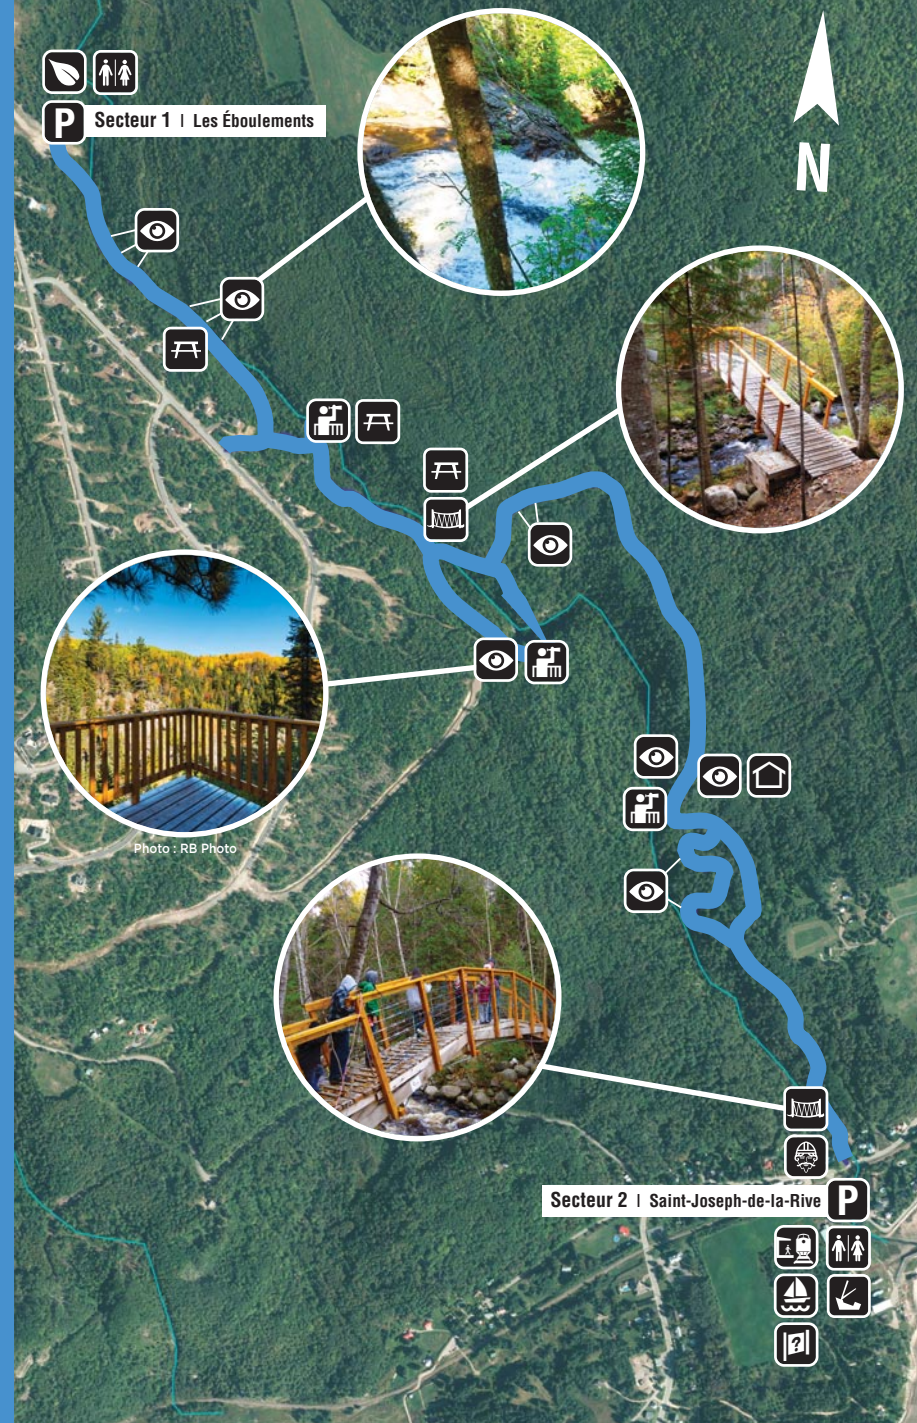 P Secteur 1 | Les Éboulements
N
Photo : RB Photo
Secteur 2 | Saint-Joseph-de-la-Rive P
?